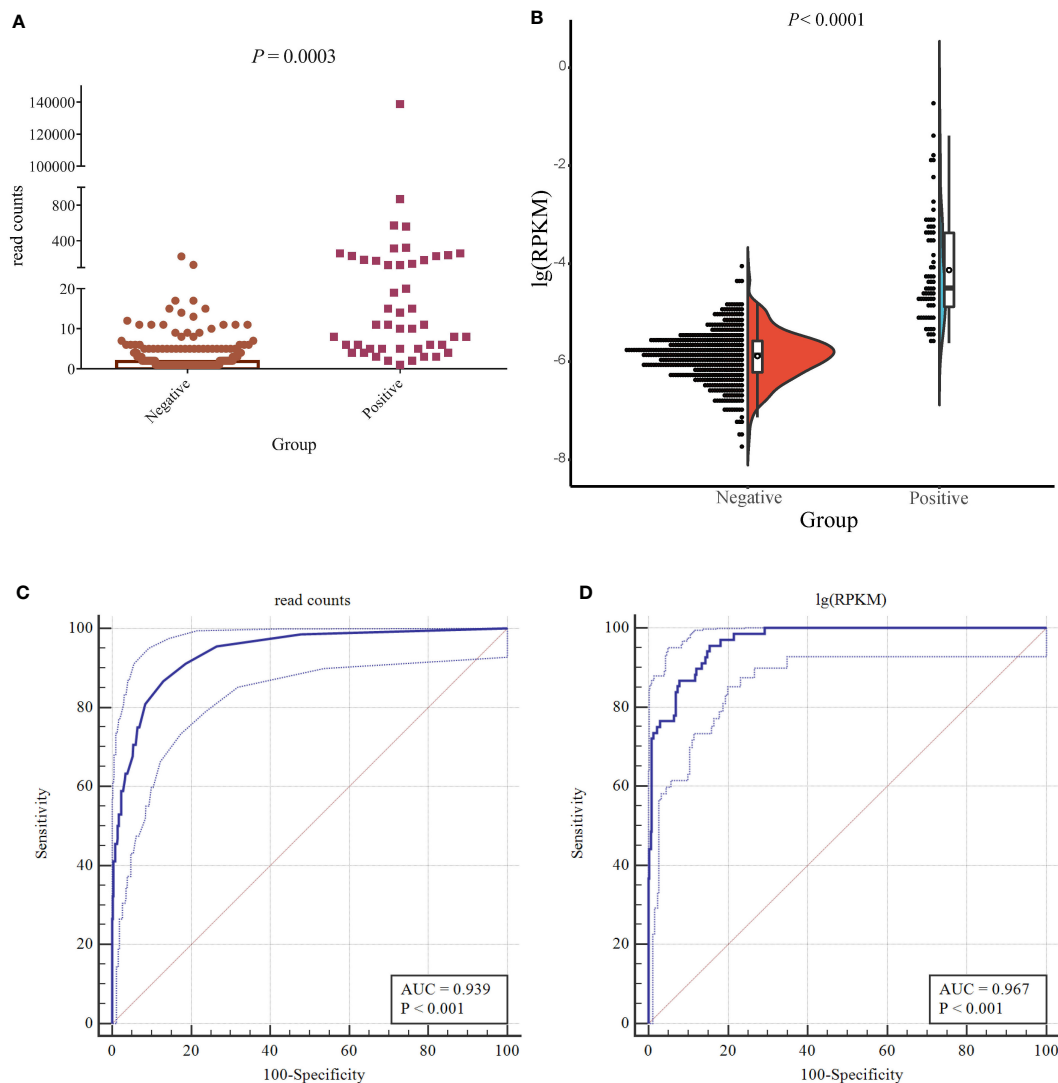 A
P = 0.0003
140000
120000
100000
800
400
20
10
0
read counts
Negative
Positive
Group
B
P< 0.0001
0
-2
-4
-6
-8
lg(RPKM)
Negative
Positive
Group
C
read counts
100
80
60
40
20
0
Sensitivity
AUC = 0.939
P < 0.001
0 20 40 60 80 100
100-Specificity
D
lg(RPKM)
100
80
60
40
20
0
Sensitivity
AUC = 0.967
P < 0.001
0 20 40 60 80 100
100-Specificity